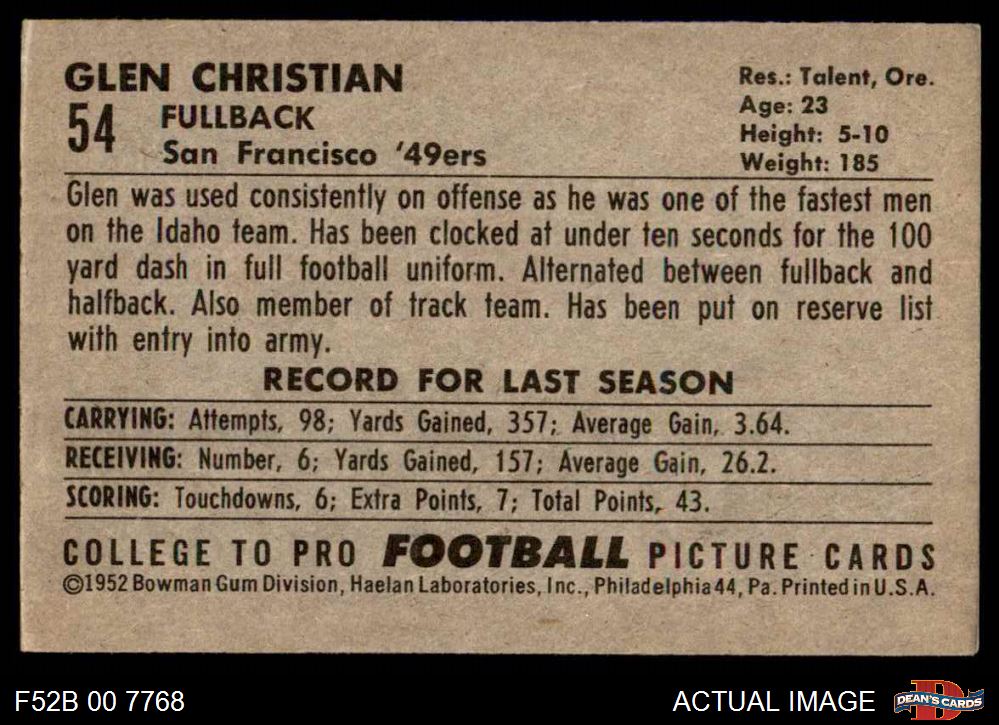 GLEN CHRISTIAN
54 FULLBACK
San Francisco '49ers
Res.: Talent, Ore.
Age: 23
Height: 5-10
Weight: 185
Glen was used consistently on offense as he was one of the fastest men
on the Idaho team. Has been clocked at under ten seconds for the 100
yard dash in full football uniform. Alternated between fullback and
halfback. Also member of track team. Has been put on reserve list
with entry into army.
RECORD FOR LAST SEASON
CARRYING: Attempts, 98; Yards Gained, 357; Average Gain, 3.64.
RECEIVING: Number, 6; Yards Gained, 157; Average Gain, 26.2.
SCORING: Touchdowns, 6; Extra Points, 7; Total Points, 43.
COLLEGE TO PRO FOOTBALL PICTURE CARDS
©1952 Bowman Gum Division, Haelan Laboratories, Inc., Philadelphia 44, Pa. Printed in U.S.A.
F52B 00 7768
ACTUAL IMAGE
D
DEAN'S CARDS